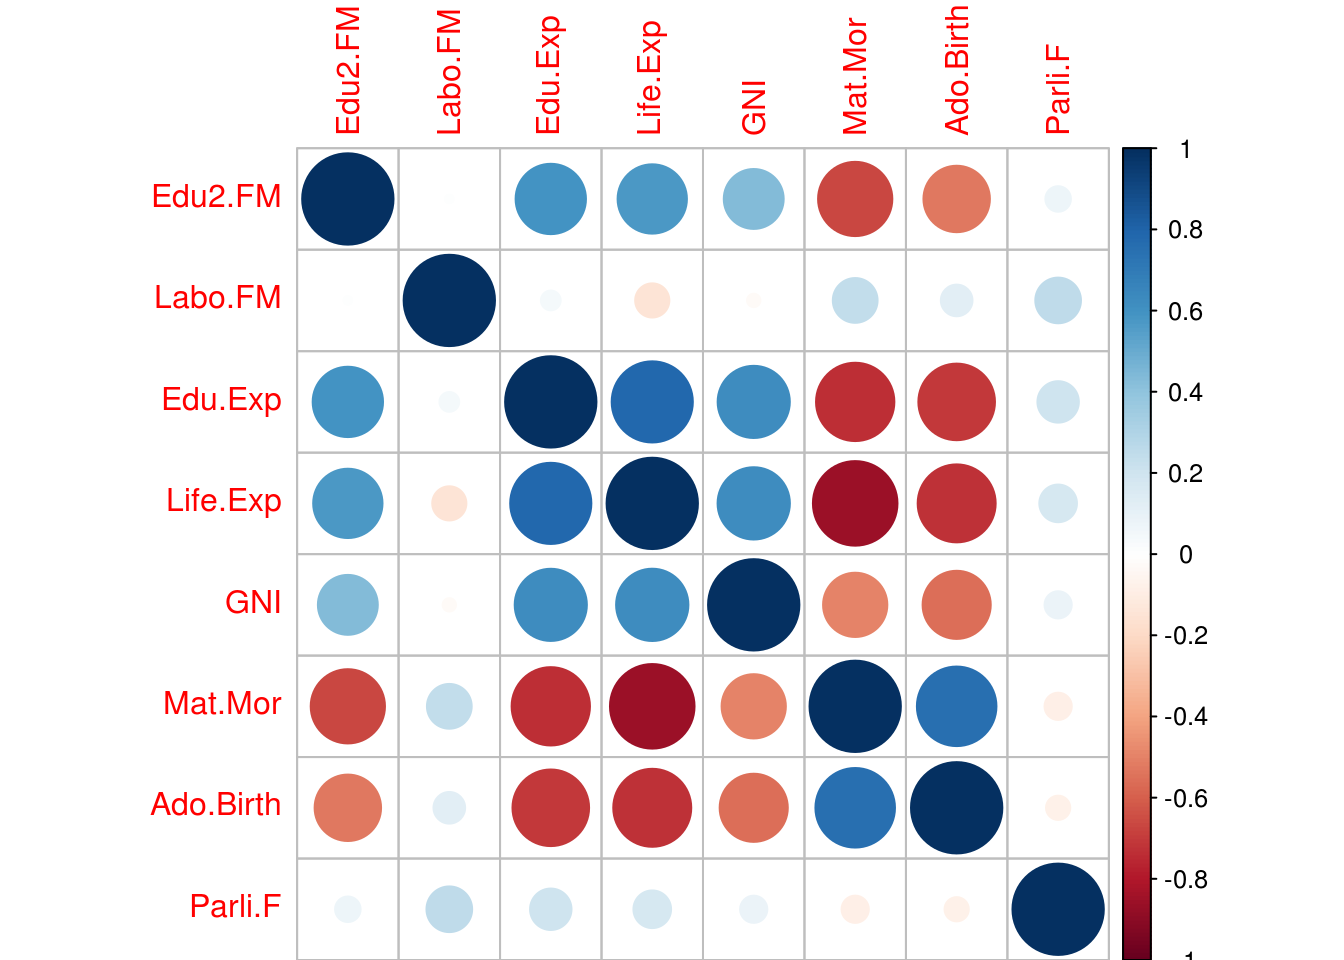 Edu2.FM
Labo.FM
Edu.Exp
Life.Exp
GNI
Mat.Mor
Ado.Birth
Parli.F
Edu2.FM
Labo.FM
Edu.Exp
Life.Exp
GNI
Mat.Mor
Ado.Birth
Parli.F
1
0.8
0.6
0.4
0.2
0
-0.2
-0.4
-0.6
-0.8